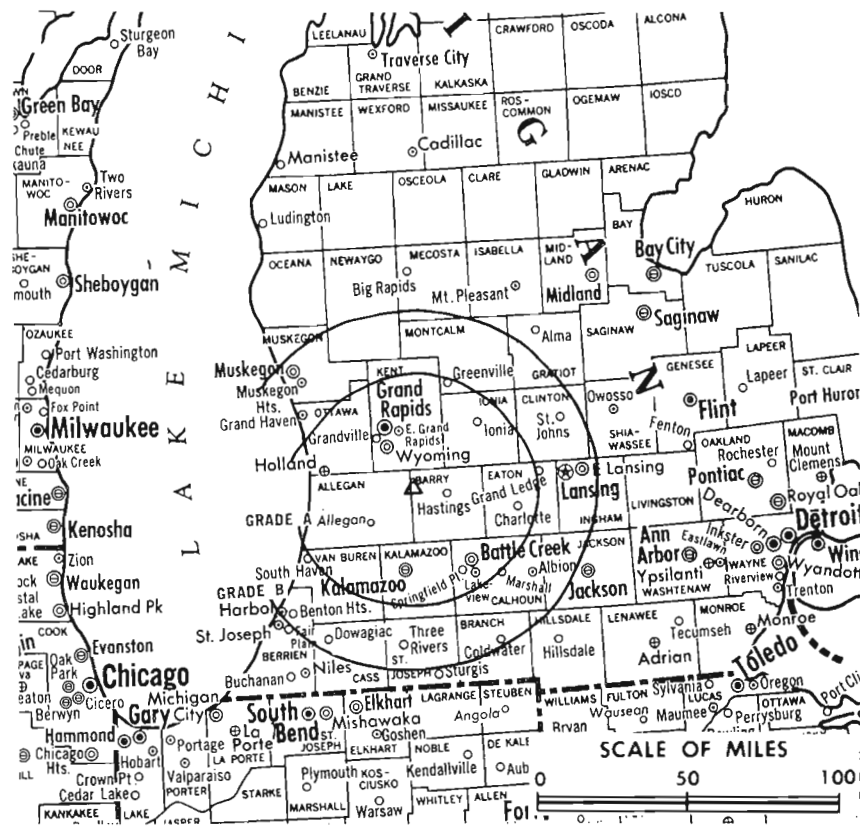 Sturgeon
Bay
DOOR
Green Bay
Preble
KEWAU
NEE
Chute
MANITO-
WOC
Two
Rivers
Manitowoc
Sheboygan
OZAUKEE
Port Washington
Cedarburg
Mequon
Fox Point
Milwaukee
MILWAUKEE
Oak Creek
Kenosha
Zion
Waukegan
Highland Pk
COOK
Evanston
Oak
Park
Chicago
Cicero
Berwyn
Gary
Hammond
Chicago
Hts.
Hobart
Crown Pt.
Cedar Lake
KANKAKEE
LAKE
LAKE MICHI
GAN
LEELANAU
Traverse City
CRAWFORD
OSCODA
ALCONA
BENZIE
GRAND
TRAVERSE
KALKASKA
MANISTEE
WEXFORD
MISSAUKEE
ROS-
COMMON
OGEMAW
IOSCO
Manistee
Cadillac
MASON
LAKE
OSCEOLA
CLARE
GLADWIN
ARENAC
Ludington
BAY
HURON
OCEANA
NEWAYGO
MECOSTA
ISABELLA
MID-
LAND
Bay City
Big Rapids
Mt. Pleasant
Midland
TUSCOLA
SANILAC
Saginaw
MUSKEGON
MONTCALM
Alma
SAGINAW
Muskegon
Muskegon
Hts.
KENT
Greenville
GRATIOT
GENESEE
LAPEER
Lapeer
ST. CLAIR
Port Huron
Grand Haven
OTTAWA
Grand
Rapids
E. Grand
Rapids
Grandville
Wyoming
IONIA
Ionia
CLINTON
St.
Johns
Owosso
SHIA-
WASSEE
Flint
Fenton
OAKLAND
Rochester
MACOMB
Mount
Clemens
Holland
ALLEGAN
BARRY
EATON
Grand Ledge
E Lansing
Lansing
Pontiac
Royal Oak
GRADE A
Allegan
Hastings
Charlotte
INGHAM
LIVINGSTON
Dearborn
Detroit
Inkster
VAN BUREN
South Haven
KALAMAZOO
Kalamazoo
Battle Creek
Springfield Pl
Lake-
view
Marshall
Albion
CALHOUN
JACKSON
Jackson
Ann
Arbor
Eastlawn
Ypsilanti
WASHTENAW
WAYNE
Riverview
Wyandott
Trenton
GRADE B
Benton Hts.
Harbor
St. Joseph
Fair
Plain
Dowagiac
Three
Rivers
BRANCH
Coldwater
HILLSDALE
Hillsdale
LENAWEE
Tecumseh
MONROE
Monroe
Adrian
BERRIEN
Buchanan
Niles
CASS
ST.
JOSEPH
Sturgis
Toledo
Michigan
City
South
Bend
Elkhart
Mishawaka
Goshen
LAGRANGE
STEUBEN
Angola
WILLIAMS
Bryan
FULTON
Wauseon
Sylvania
LUCAS
Maumee
Oregon
OTTAWA
Perrysburg
Portage
La
Porte
LA PORTE
ST.
JOSEPH
ELKHART
NOBLE
Kendallville
DE KALB
Valparaiso
PORTER
STARKE
Plymouth
MARSHALL
KOS-
CIUSKO
Warsaw
WHITLEY
ALLEN
SCALE OF MILES
0 50 100